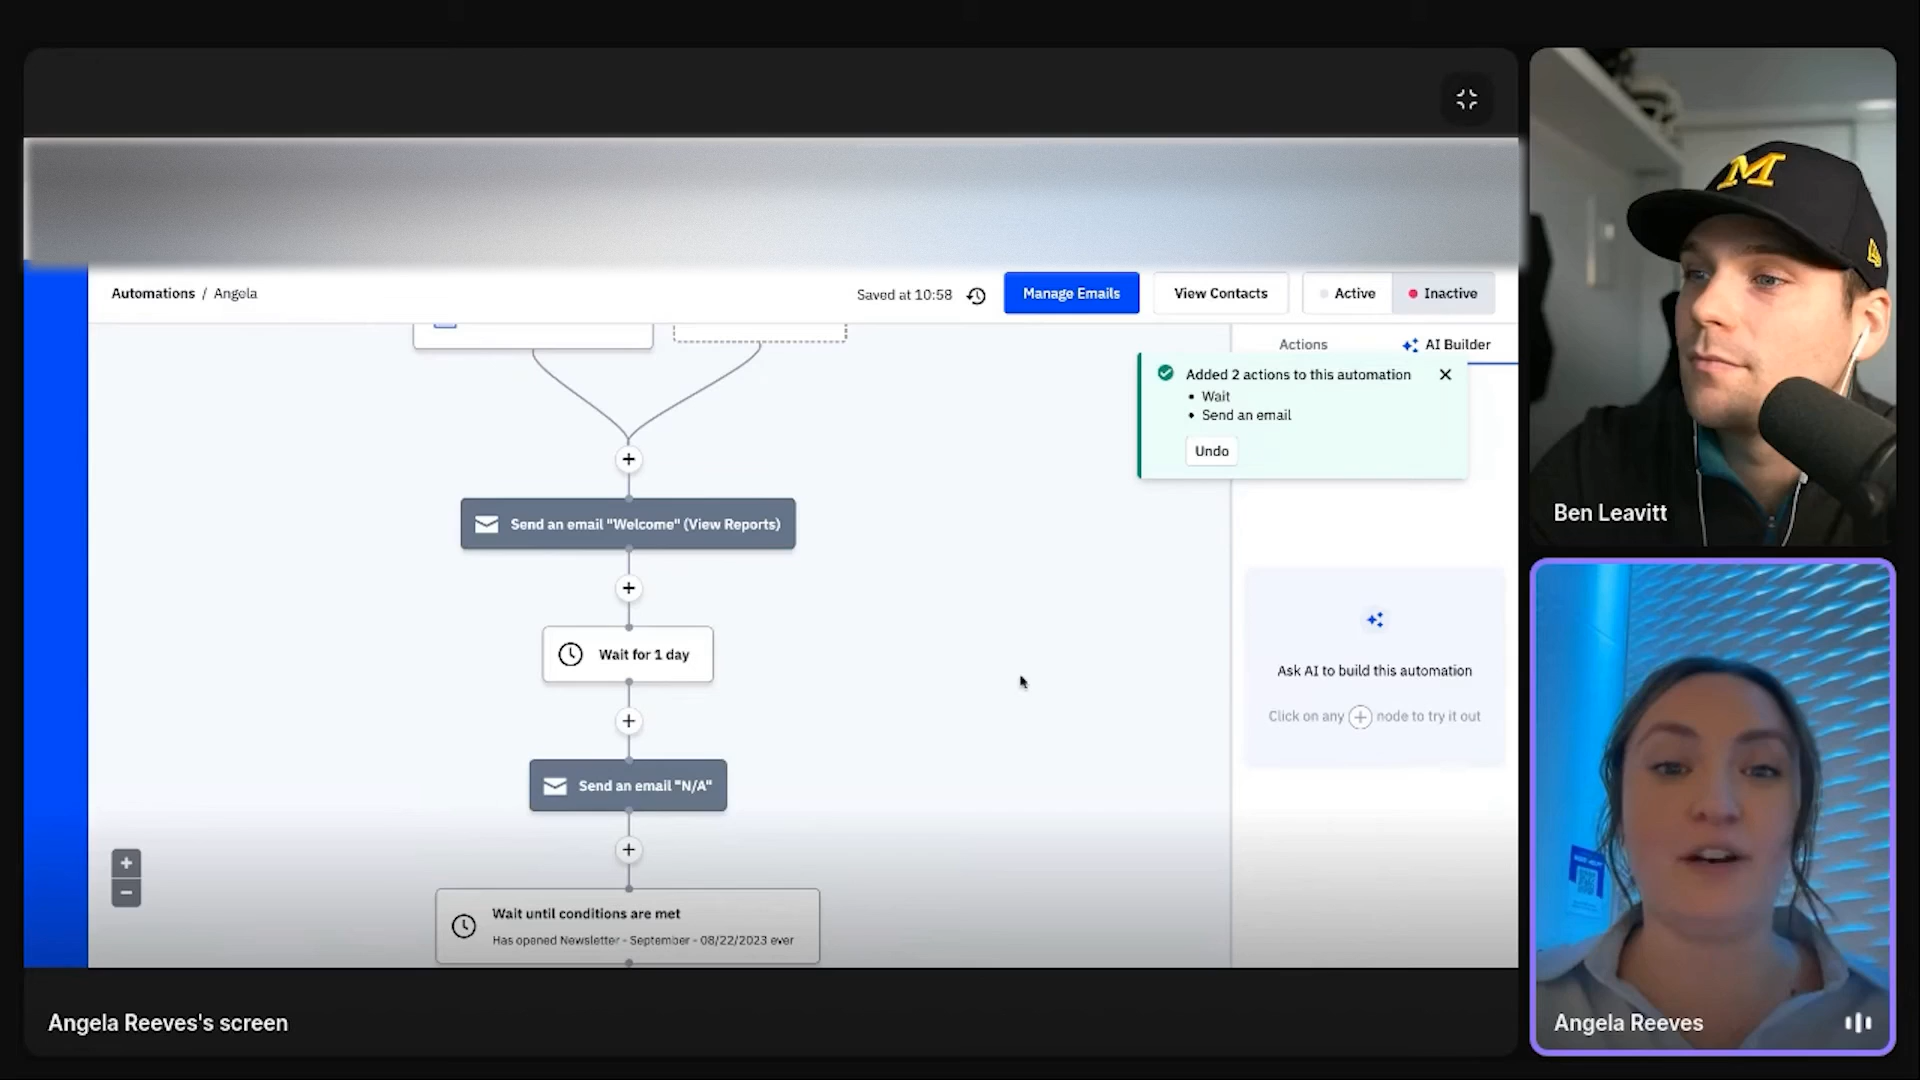 Automations / Angola
Saved at 10:58
Manage Emails
View Contacts
Active
Inactive
Actions
AI Builder
Added 2 actions to this automation
• Wait
• Send an email
Undo
Send an email "Welcome" (View Reports)
Wait for 1 day
Send an email "N/A"
Wait until conditions are met
Has opened Newsletter - September - 08/22/2023 ever
Ask AI to build this automation
Click on any + node to try it out
Angela Reeves's screen
M
Ben Leavitt
Angela Reeves